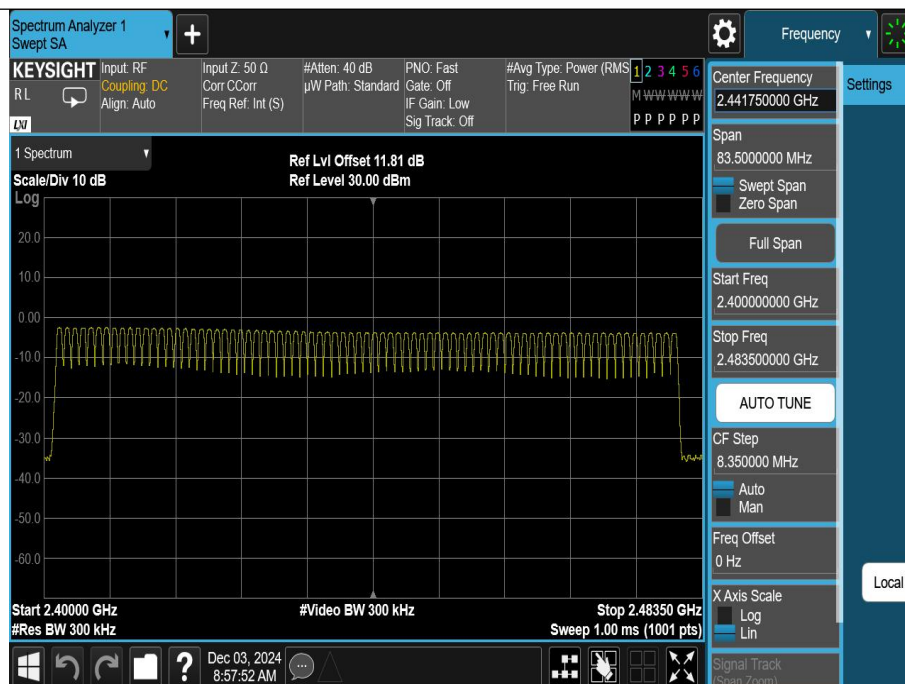 Spectrum Analyzer 1
Swept SA
+
Frequency
KEYSIGHT
RL
LXI
Input: RF
Coupling: DC
Align: Auto
Input Z: 50 Ω
Corr CCorr
Freq Ref: Int (S)
#Atten: 40 dB
µW Path: Standard
PNO: Fast
Gate: Off
IF Gain: Low
Sig Track: Off
#Avg Type: Power (RMS
Trig: Free Run
1 2 3 4 5 6
M W W W W W
P P P P P P
Center Frequency
2.441750000 GHz
Settings
Span
83.5000000 MHz
Swept Span
Zero Span
Full Span
Start Freq
2.400000000 GHz
Stop Freq
2.483500000 GHz
AUTO TUNE
CF Step
8.350000 MHz
Auto
Man
Freq Offset
0 Hz
X Axis Scale
Log
Lin
Signal Track
(Span Zoom)
Local
1 Spectrum
Scale/Div 10 dB
Ref Lvl Offset 11.81 dB
Ref Level 30.00 dBm
Log
20.0
10.0
0.00
-10.0
-20.0
-30.0
-40.0
-50.0
-60.0
Start 2.40000 GHz
#Res BW 300 kHz
#Video BW 300 kHz
Stop 2.48350 GHz
Sweep 1.00 ms (1001 pts)
?
Dec 03, 2024
8:57:52 AM